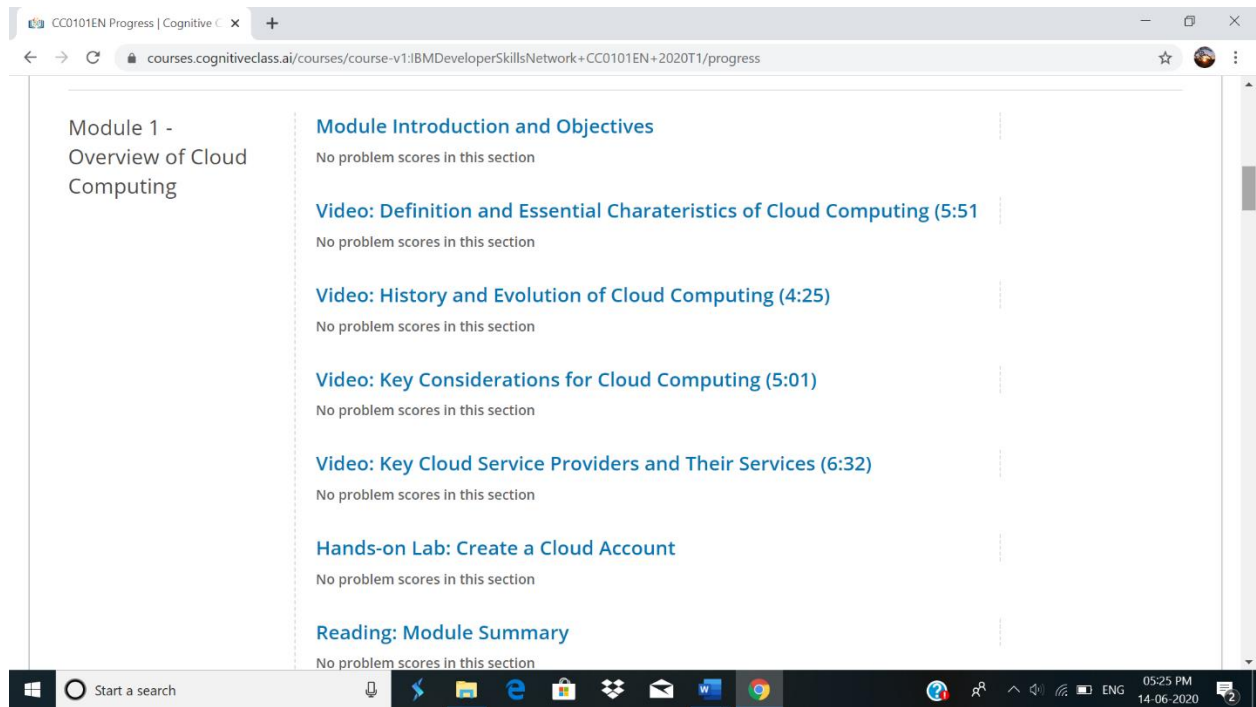 CC0101EN Progress | Cognitive C
courses.cognitiveclass.ai/courses/course-v1:IBMDeveloperSkillsNetwork+CC0101EN+2020T1/progress
Module 1 -
Overview of Cloud
Computing
Module Introduction and Objectives
No problem scores in this section
Video: Definition and Essential Charateristics of Cloud Computing (5:51
No problem scores in this section
Video: History and Evolution of Cloud Computing (4:25)
No problem scores in this section
Video: Key Considerations for Cloud Computing (5:01)
No problem scores in this section
Video: Key Cloud Service Providers and Their Services (6:32)
No problem scores in this section
Hands-on Lab: Create a Cloud Account
No problem scores in this section
Reading: Module Summary
No problem scores in this section
Start a search
ENG
05:25 PM
14-06-2020
2